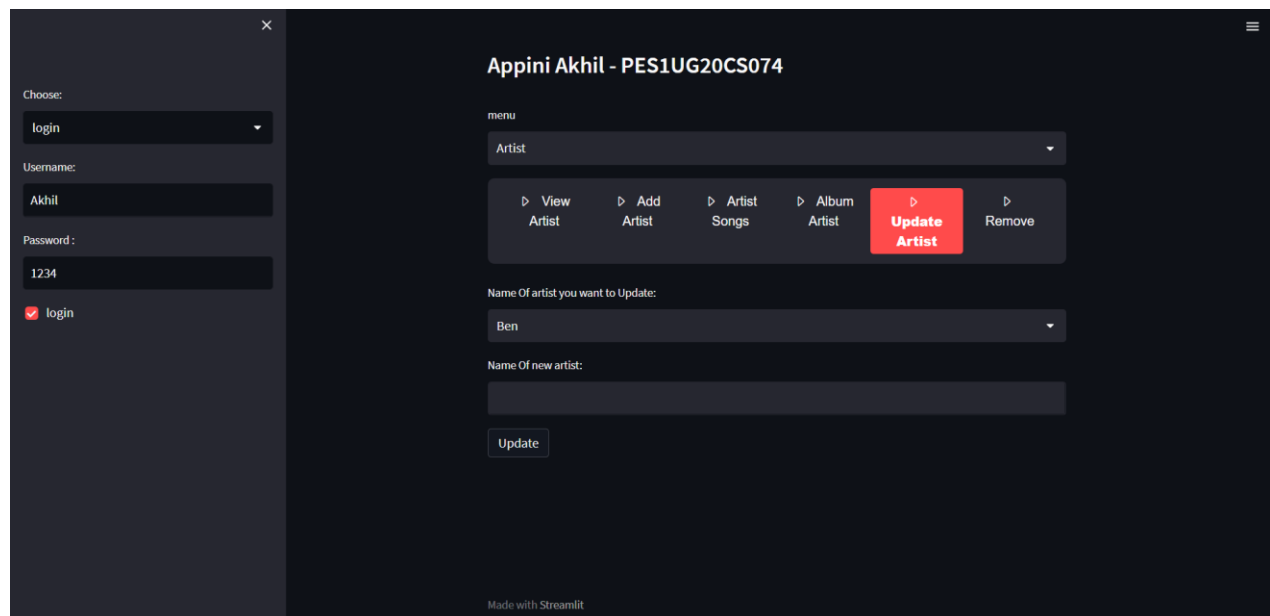 Choose:
login
Username:
Akhil
Password :
1234
login
Appini Akhil - PES1UG20CS074
menu
Artist
View
Artist
Add
Artist
Artist
Songs
Album
Artist
Update
Artist
Remove
Name Of artist you want to Update:
Ben
Name Of new artist:
Update
Made with Streamlit